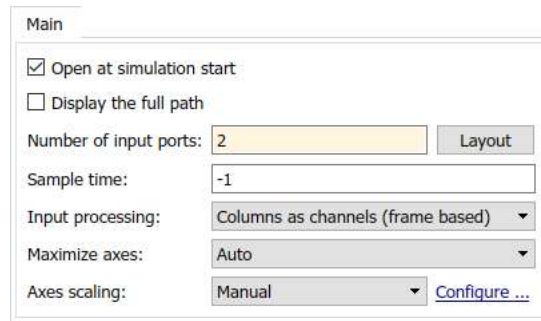 Main
Open at simulation start
Display the full path
Number of input ports: 2 Layout
Sample time: -1
Input processing: Columns as channels (frame based)
Maximize axes: Auto
Axes scaling: Manual Configure ...